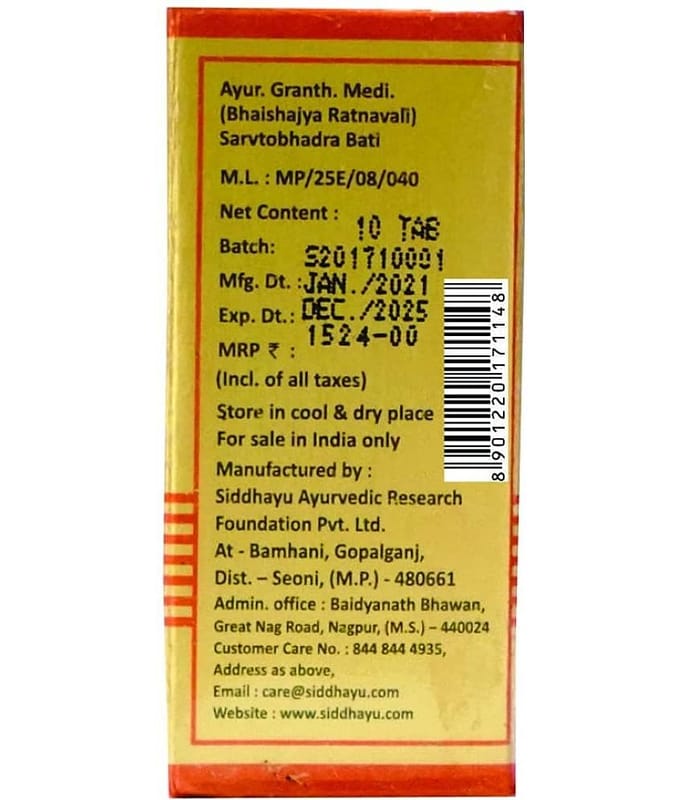 Ayur. Granth. Medi.
(Bhaishajya Ratnavali)
Sarvtobhadra Bati
M.L. : MP/25E/08/040
Net Content : 10 TAB
Batch: S201710091
Mfg. Dt. : JAN./2021
Exp. Dt.: DEC./2025
MRP ₹ : 1524-00
(Incl. of all taxes)
Store in cool & dry place
For sale in India only
Manufactured by :
Siddhayu Ayurvedic Research
Foundation Pvt. Ltd.
At - Bamhani, Gopalganj,
Dist. – Seoni, (M.P.) - 480661
Admin. office : Baidyanath Bhawan,
Great Nag Road, Nagpur, (M.S.) – 440024
Customer Care No. : 844 844 4935,
Address as above,
Email : care@siddhayu.com
Website : www.siddhayu.com
8901220171148